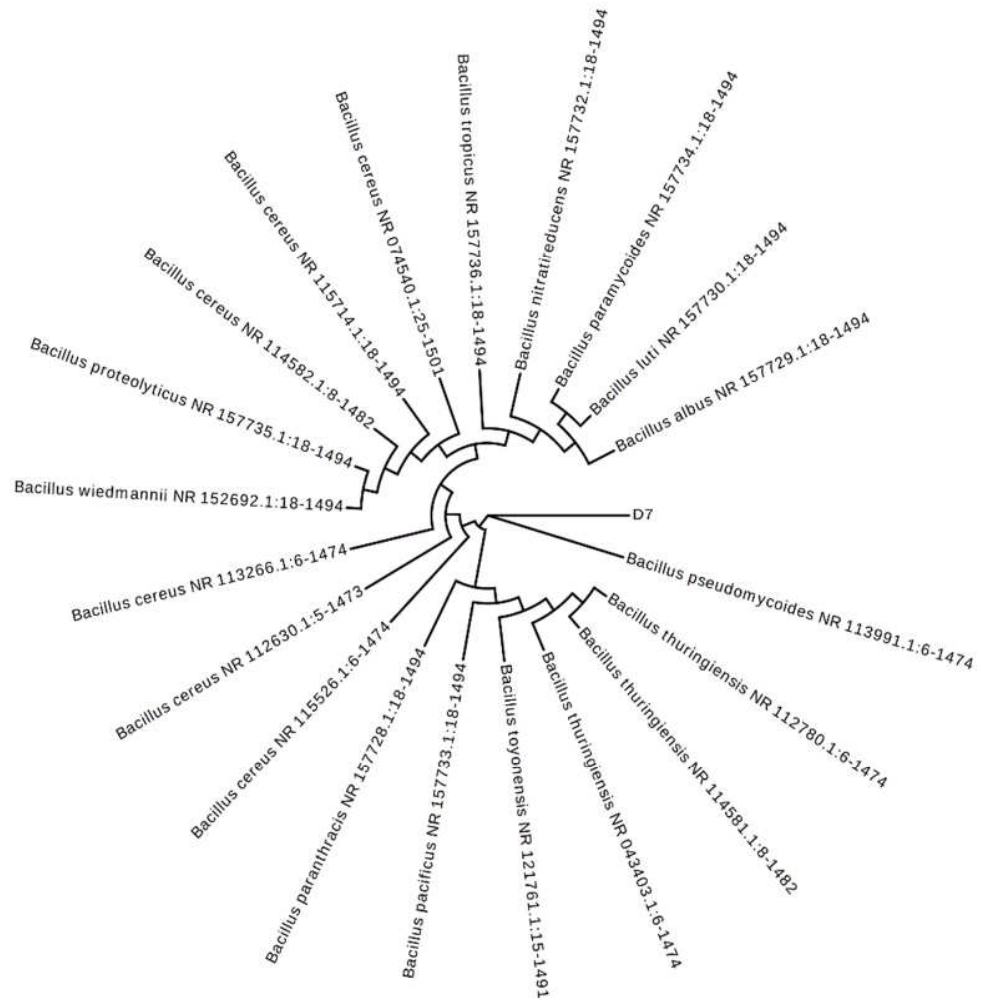 Bacillus nitratireducens NR 157732.1:18-1494
Bacillus tropicus NR 157736.1:18-1494
Bacillus paramycoides NR 157734.1:18-1494
Bacillus cereus NR 074540.1:25-1501
Bacillus cereus NR 115714.1:18-1494
Bacillus luti NR 157730.1:18-1494
Bacillus cereus NR 114582.1:8-1482
Bacillus albus NR 157729.1:18-1494
Bacillus proteolyticus NR 157735.1:18-1494
Bacillus wiedmannii NR 152692.1:18-1494
D7
Bacillus cereus NR 113266.1:6-1474
Bacillus pseudomycoides NR 113991.1:6-1474
Bacillus cereus NR 112630.1:5-1473
Bacillus thuringiensis NR 112780.1:6-1474
Bacillus cereus NR 115526.1:6-1474
Bacillus thuringiensis NR 114581.1:8-1482
Bacillus paranthracis NR 157728.1:18-1494
Bacillus thuringiensis NR 043403.1:6-1474
Bacillus pacificus NR 157733.1:18-1494
Bacillus toyonensis NR 121761.1:15-1491